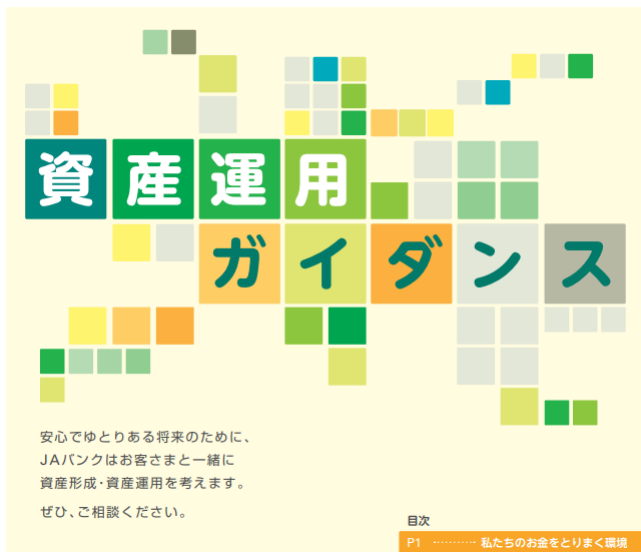 資産運用
ガイダンス
安心でゆとりある将来のために、
JAバンクはお客さまと一緒に
資産形成・資産運用を考えます。
ぜひ、ご相談ください。
目次
P1 ………… 私たちのお金をとりまく環境